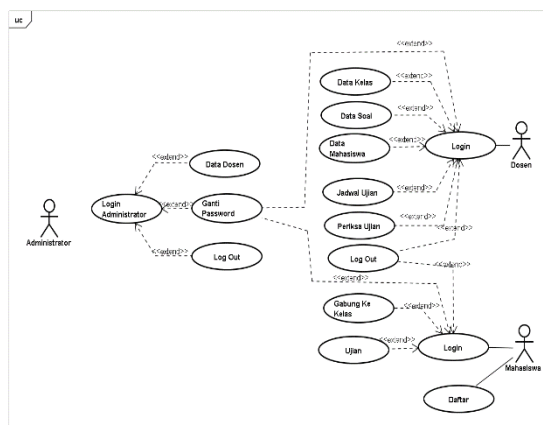 uc
<<extend>>
<<extend>>
Data Kelas
<<extend>>
Data Soal
<<extend>>
Data
Mahasiswa
<<extend>>
Login
Dosen
<<extend>>
Data Dosen
Jadwal Ujian
<<extend>>
Login
Administrator
<<extend>>
Ganti
Password
Periksa Ujian
<<extend>>
Administrator
<<extend>>
Log Out
Log Out
<<extend>>
<<extend>>
<<extend>>
Gabung Ke
Kelas
<<extend>>
Ujian
<<extend>>
Login
Mahasiswa
Daftar